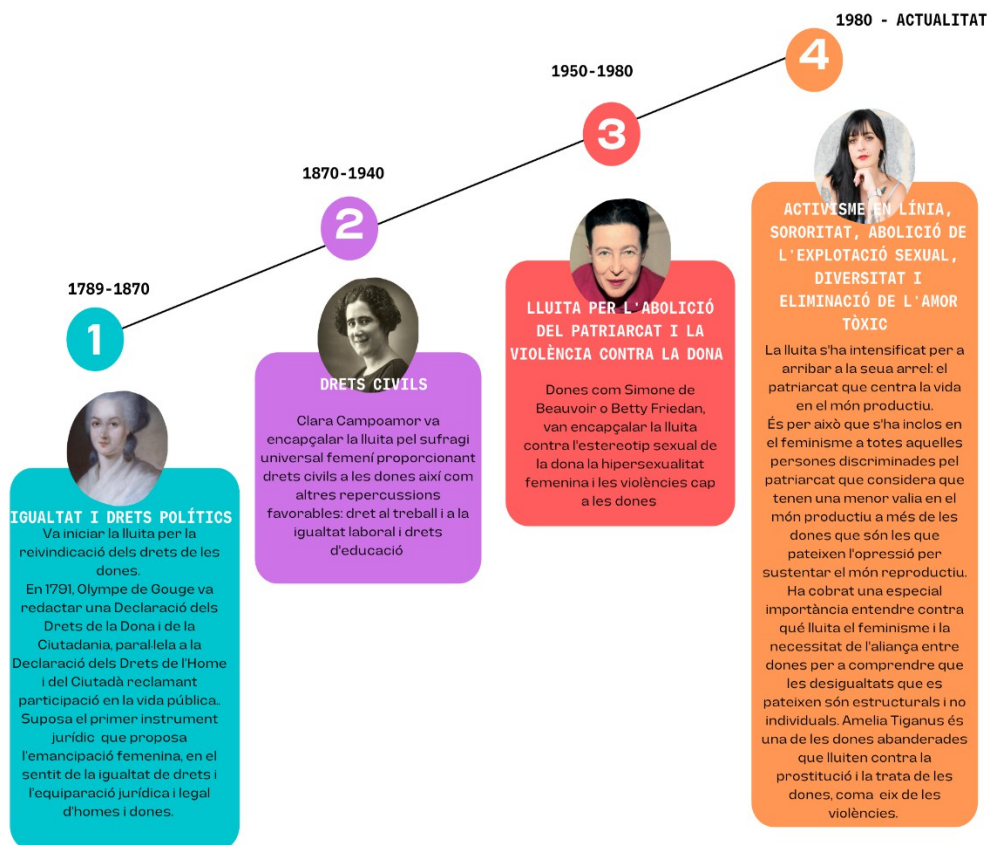 1789-1870
1
IGUALTAT I DRETS POLÍTICS
Va iniciar la lluita per la
reivindicació dels drets de les
dones.
En 1791, Olympe de Gouge va
redactar una Declaració dels
Drets de la Dona i de la
Ciutadania, paral·lela a la
Declaració dels Drets de l'Home
i del Ciutadà reclamant
participació en la vida pública..
Suposa el primer instrument
jurídic que proposa
l'emancipació femenina, en el
sentit de la igualtat de drets i
l'equiparació jurídica i legal
d'homes i dones.
1870-1940
2
DRETS CIVILS
Clara Campoamor va
encapçalar la lluita pel sufragi
universal femení proporcionant
drets civils a les dones així com
altres repercussions
favorables: dret al treball i a la
igualtat laboral i drets
d'educació
1950-1980
3
LLUITA PER L'ABOLICIÓ
DEL PATRIARCAT I LA
VIOLÈNCIA CONTRA LA DONA
Dones com Simone de
Beauvoir o Betty Friedan,
van encapçalar la lluita
contra l'estereotip sexual de
la dona la hipersexualitat
femenina i les violències cap
a les dones
1980 - ACTUALITAT
4
ACTIVISME EN LÍNIA,
SORORITAT, ABOLICIÓ DE
L'EXPLOTACIÓ SEXUAL,
DIVERSITAT I
ELIMINACIÓ DE L'AMOR
TÒXIC
La lluita s'ha intensificat per a
arribar a la seua arrel: el
patriarcat que centra la vida
en el món productiu.
És per això que s'ha inclos en
el feminisme a totes aquelles
persones discriminades pel
patriarcat que considera que
tenen una menor valia en el
món productiu a més de les
dones que són les que
pateixen l'opressió per
sustentar el món reproductiu.
Ha cobrat una especial
importància entendre contra
qué lluita el feminisme i la
necessitat de l'aliança entre
dones per a comprendre que
les desigualtats que es
pateixen són estructurals i no
individuals. Amelia Tiganus és
una de les dones abanderades
que lluiten contra la
prostitució i la trata de les
dones, coma eix de les
violències.